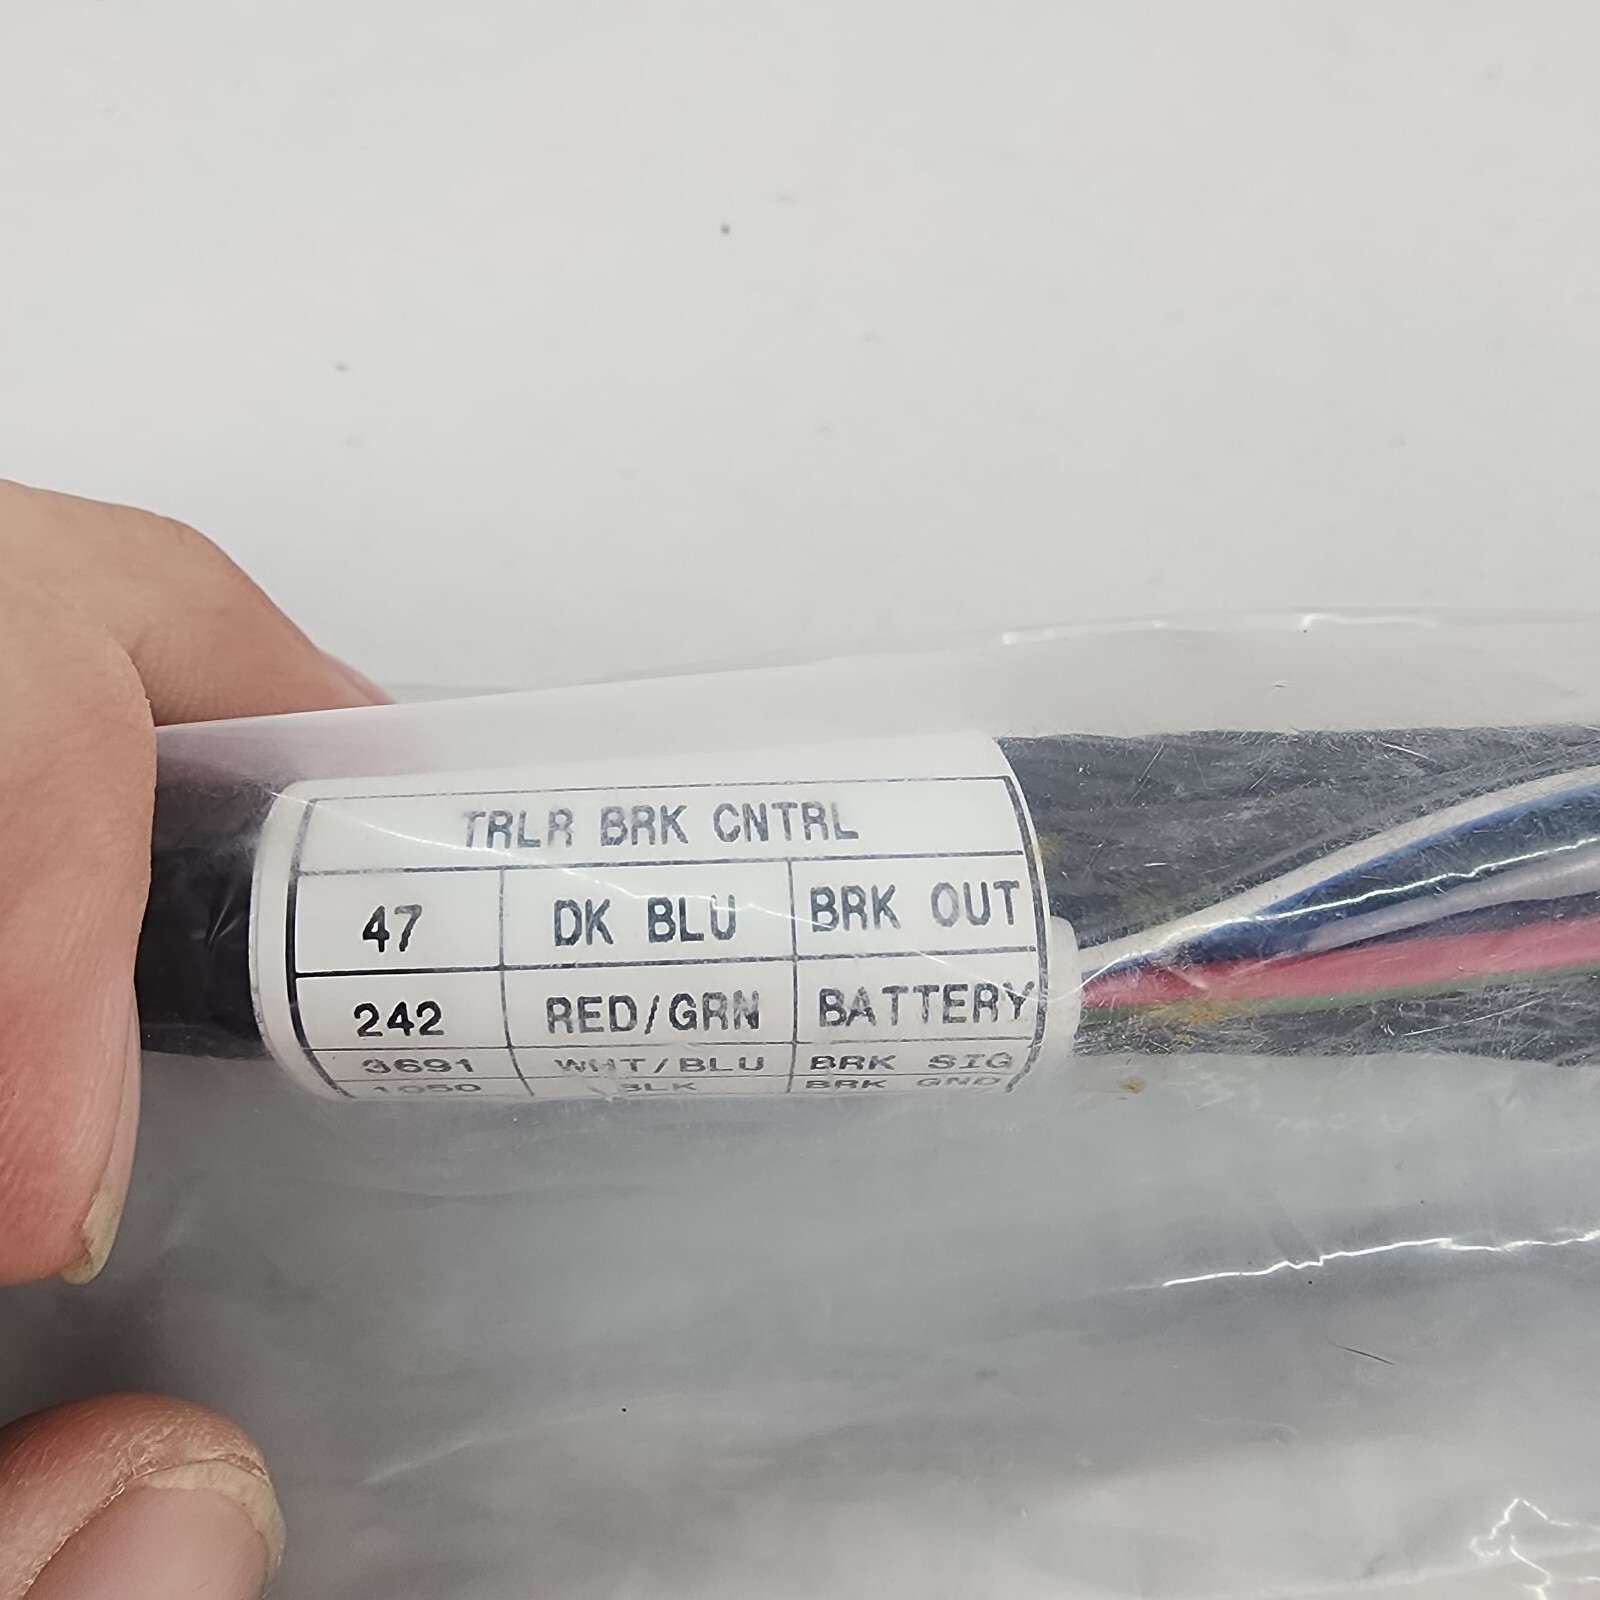 TRLR BRK CNTRL
47 DK BLU BRK OUT
242 RED/GRN BATTERY
3691 WHT/BLU BRK SIG
1050 BLK BRK GND